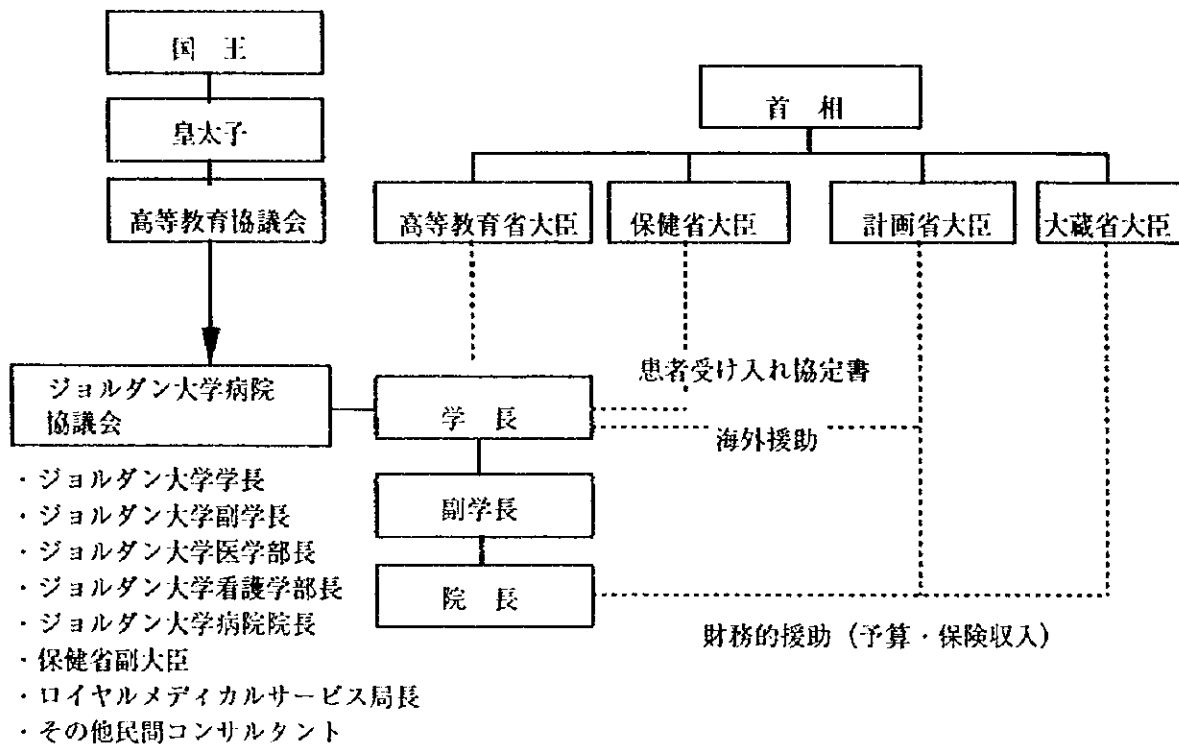 国 王
首 相
皇太子
高等教育協議会
高等教育省大臣
保健省大臣
計画省大臣
大蔵省大臣
患者受け入れ協定書
ジョルダン大学病院
協議会
学 長
海外援助
・ジョルダン大学学長
・ジョルダン大学副学長
・ジョルダン大学医学部長
・ジョルダン大学看護学部長
・ジョルダン大学病院院長
・保健省副大臣
・ロイヤルメディカルサービス局長
・その他民間コンサルタント
副学長
院 長
財務的援助（予算・保険収入）